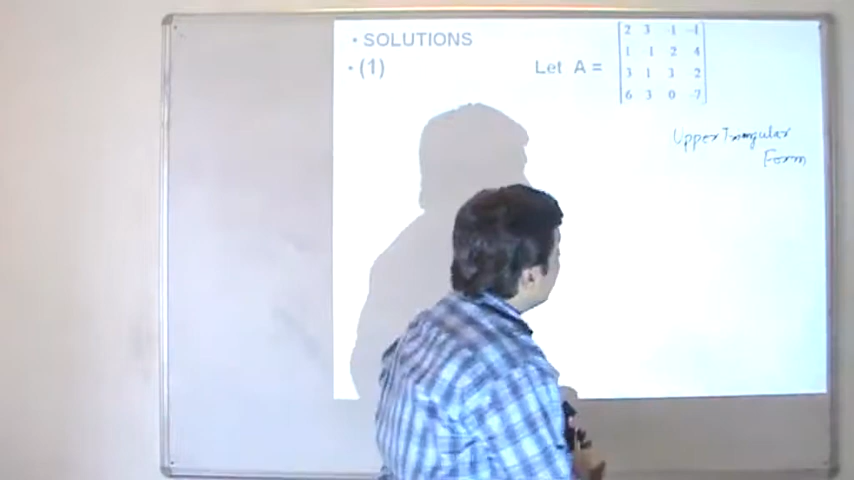 • SOLUTIONS
• (1)
Let A =
2 3 -1 -1
1 1 2 4
3 1 3 2
6 3 0 -7
Upper Triangular
Form